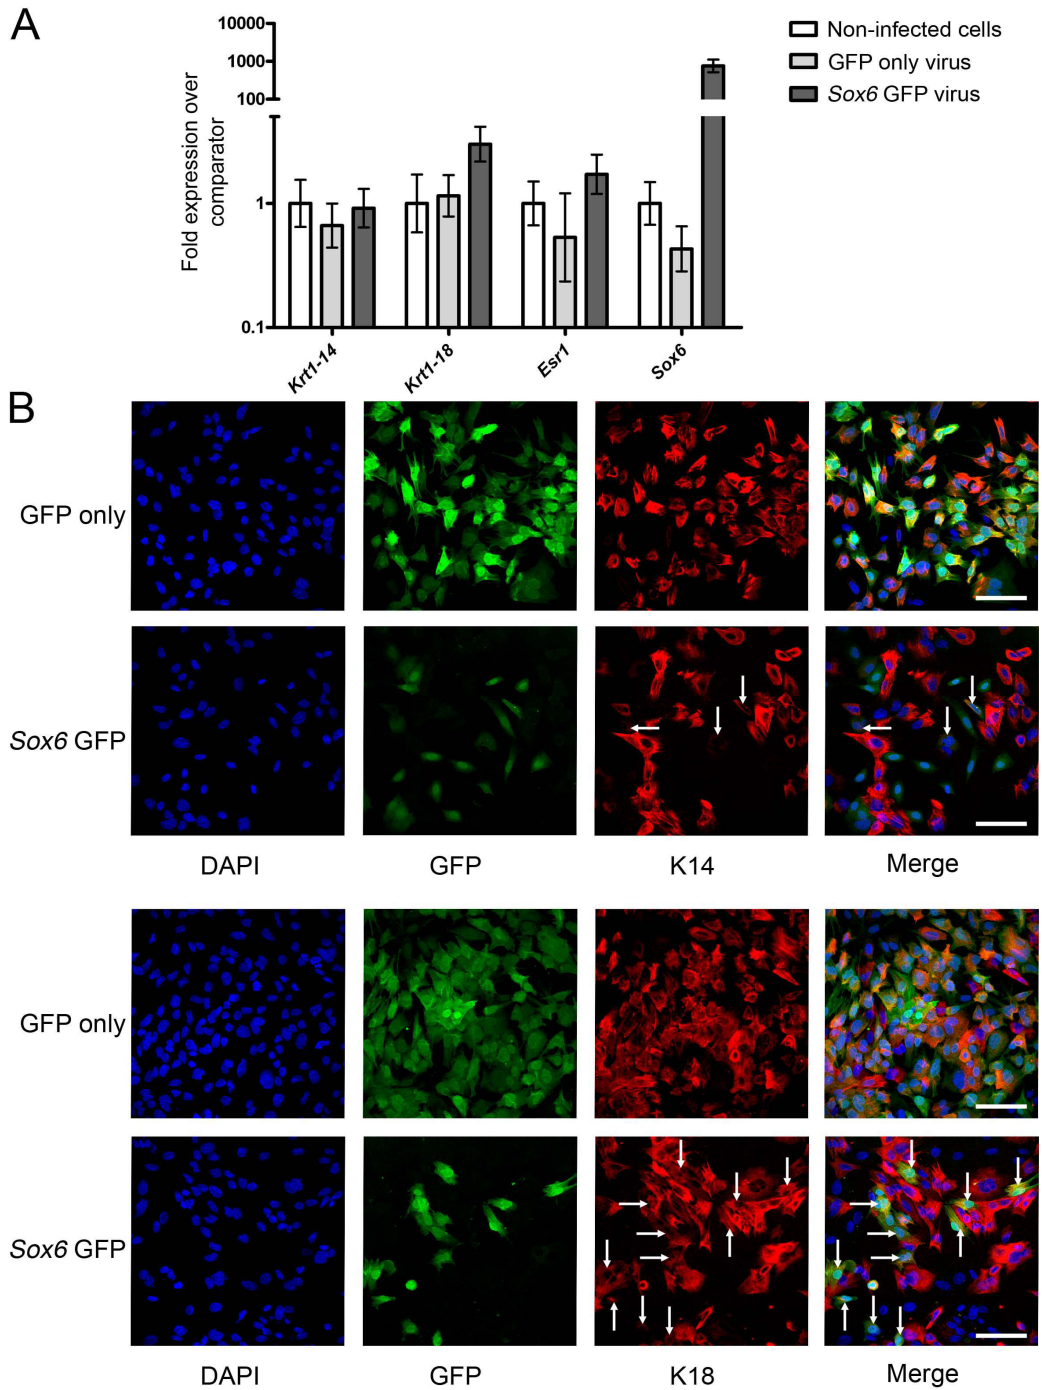 A
10000
1000
100
1
0.1
Fold expression over
comparator
Non-infected cells
GFP only virus
Sox6 GFP virus
Krt1-14
Krt1-18
Esr1
Sox6
B
GFP only
Sox6 GFP
DAPI
GFP
K14
Merge
GFP only
Sox6 GFP
DAPI
GFP
K18
Merge